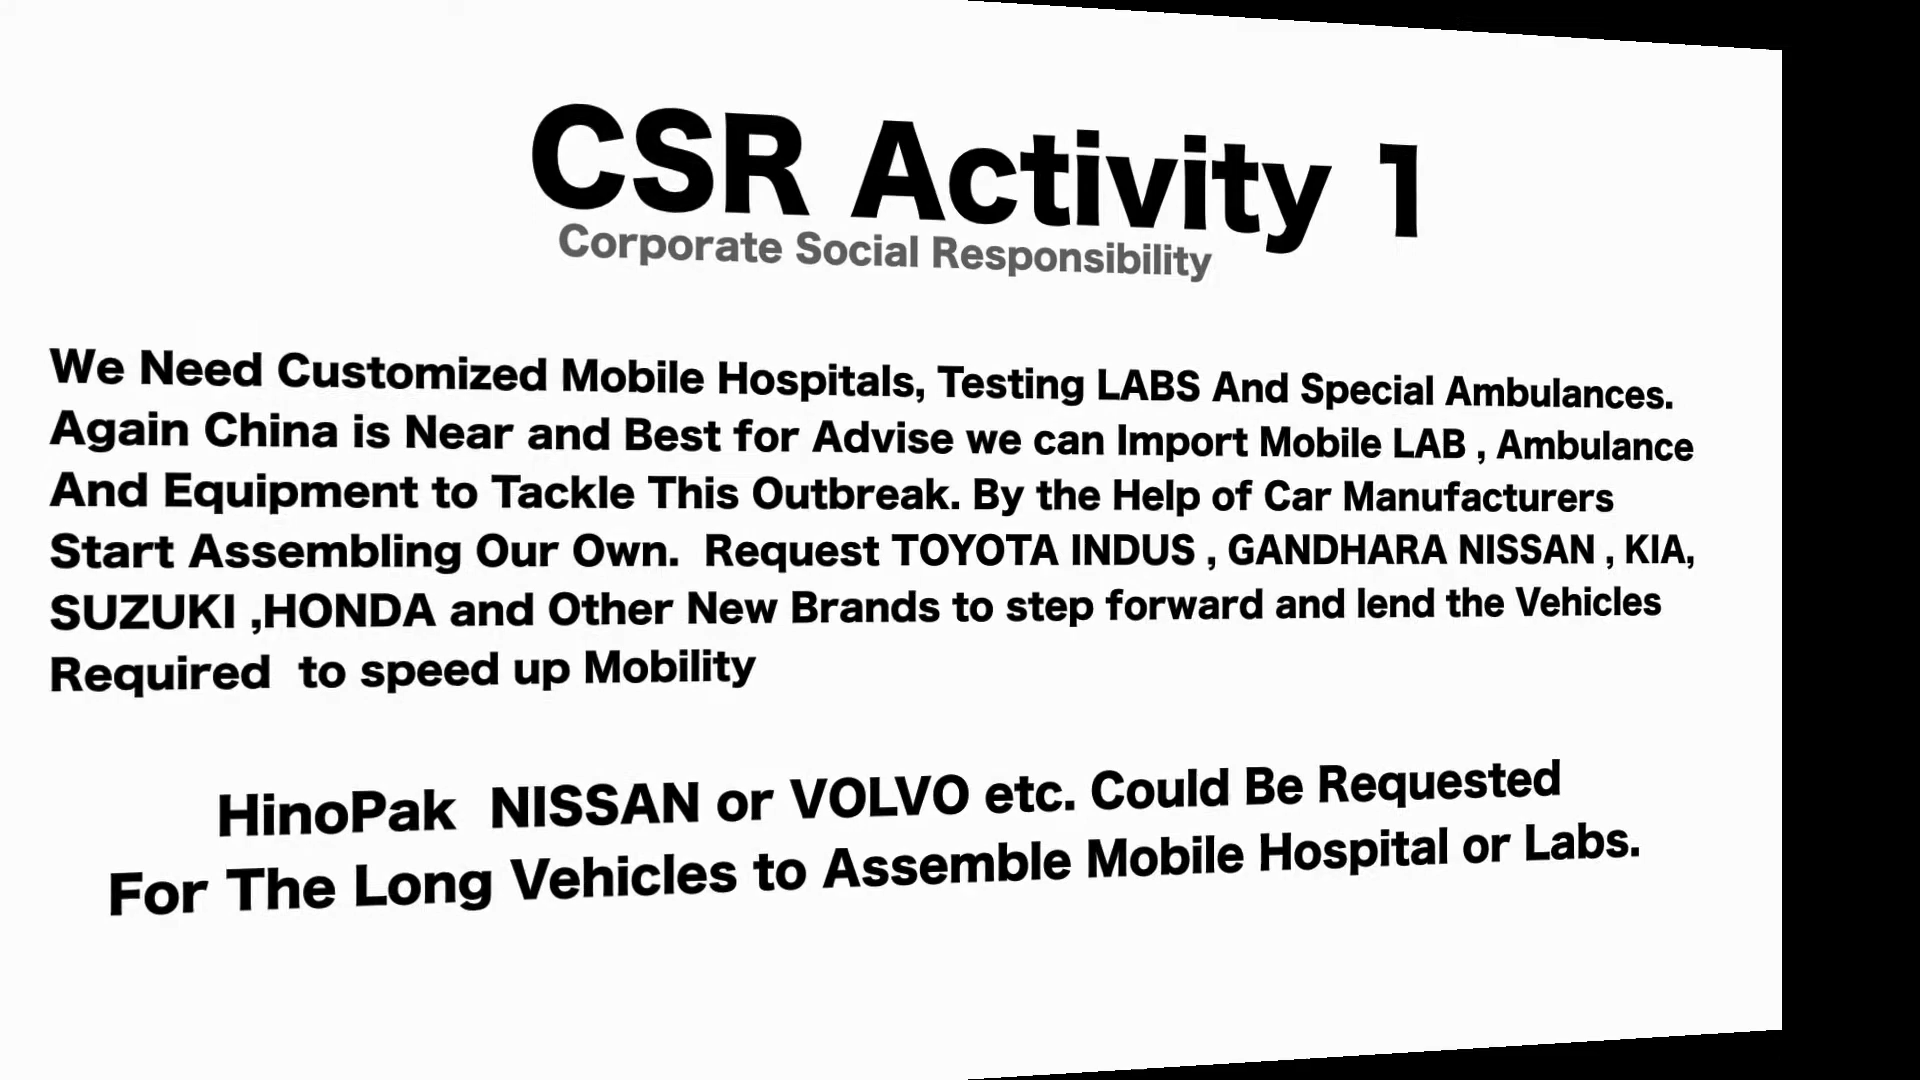 CSR Activity 1
Corporate Social Responsibility
We Need Customized Mobile Hospitals, Testing LABS And Special Ambulances.
Again China is Near and Best for Advise we can Import Mobile LAB , Ambulance
And Equipment to Tackle This Outbreak. By the Help of Car Manufacturers
Start Assembling Our Own.  Request TOYOTA INDUS , GANDHARA NISSAN , KIA,
SUZUKI ,HONDA and Other New Brands to step forward and lend the Vehicles
Required  to speed up Mobility
HinoPak  NISSAN or VOLVO etc. Could Be Requested
For The Long Vehicles to Assemble Mobile Hospital or Labs.